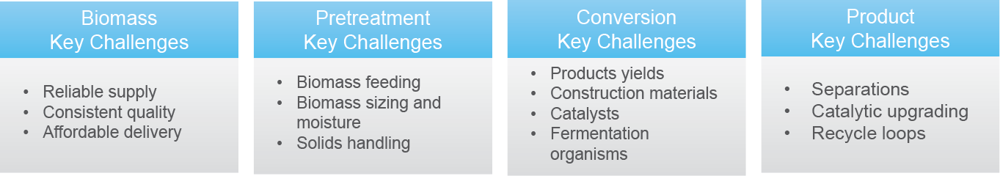 Biomass
Key Challenges
• Reliable supply
• Consistent quality
• Affordable delivery
Pretreatment
Key Challenges
• Biomass feeding
• Biomass sizing and
moisture
• Solids handling
Conversion
Key Challenges
• Products yields
• Construction materials
• Catalysts
• Fermentation
organisms
Product
Key Challenges
• Separations
• Catalytic upgrading
• Recycle loops